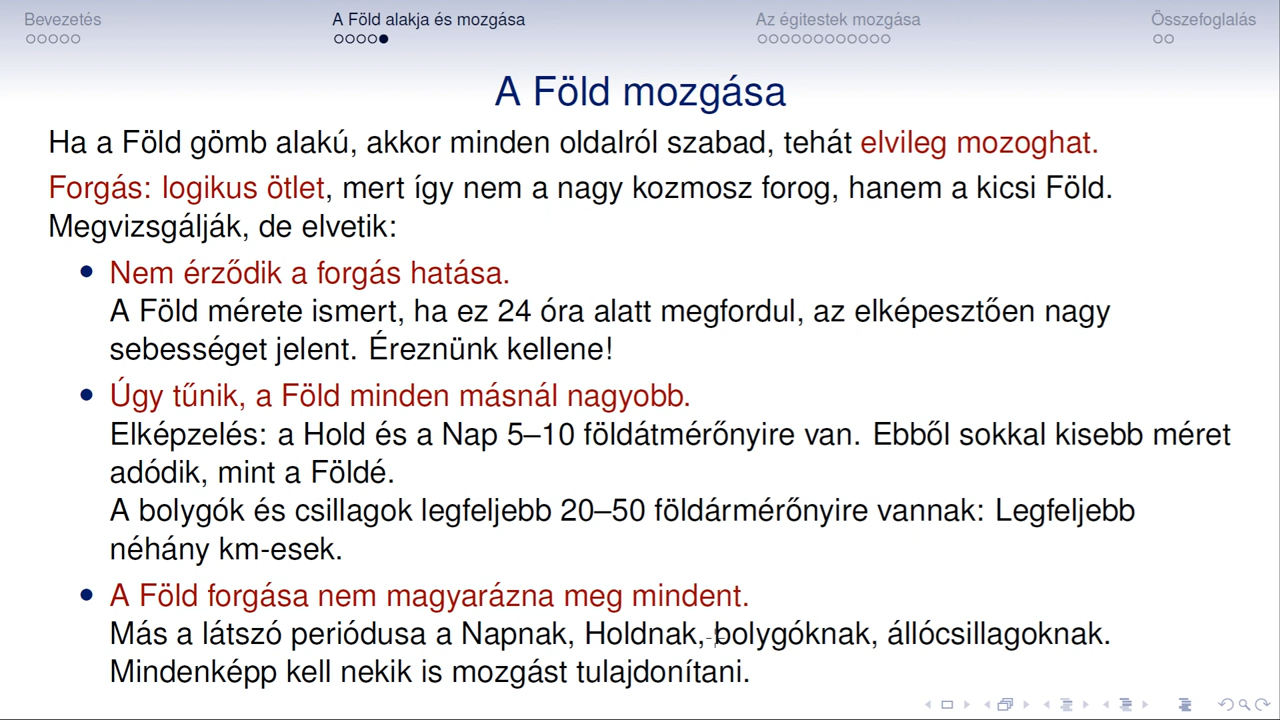 Bevezetés
A Föld alakja és mozgása
Az égitestek mozgása
Összefoglalás
A Föld mozgása
Ha a Föld gömb alakú, akkor minden oldalról szabad, tehát elvileg mozoghat.
Forgás: logikus ötlet, mert így nem a nagy kozmosz forog, hanem a kicsi Föld.
Megvizsgálják, de elvetik:
• Nem érződik a forgás hatása.
A Föld mérete ismert, ha ez 24 óra alatt megfordul, az elképesztően nagy
sebességet jelent. Éreznünk kellene!
• Úgy tűnik, a Föld minden másnál nagyobb.
Elképzelés: a Hold és a Nap 5–10 földátmérőnyire van. Ebből sokkal kisebb méret
adódik, mint a Földé.
A bolygók és csillagok legfeljebb 20–50 földármérőnyire vannak: Legfeljebb
néhány km-esek.
• A Föld forgása nem magyarázna meg mindent.
Más a látszó periódusa a Napnak, Holdnak, bolygóknak, állócsillagoknak.
Mindenképp kell nekik is mozgást tulajdonítani.